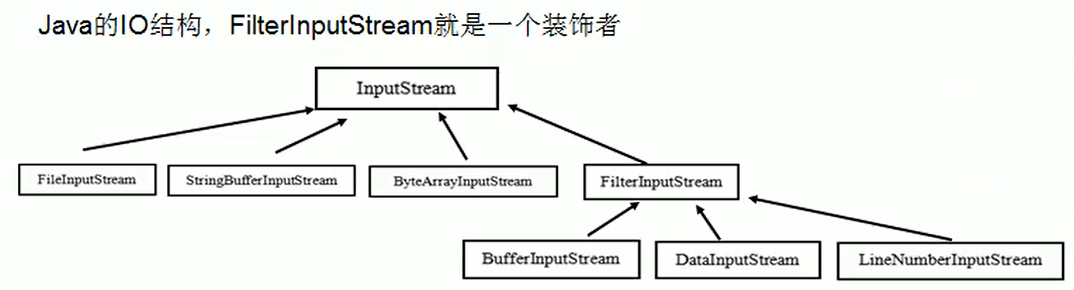 Java的IO结构，FilterInputStream就是一个装饰者
InputStream
FileInputStream
StringBufferInputStream
ByteArrayInputStream
FilterInputStream
BufferInputStream
DataInputStream
LineNumberInputStream